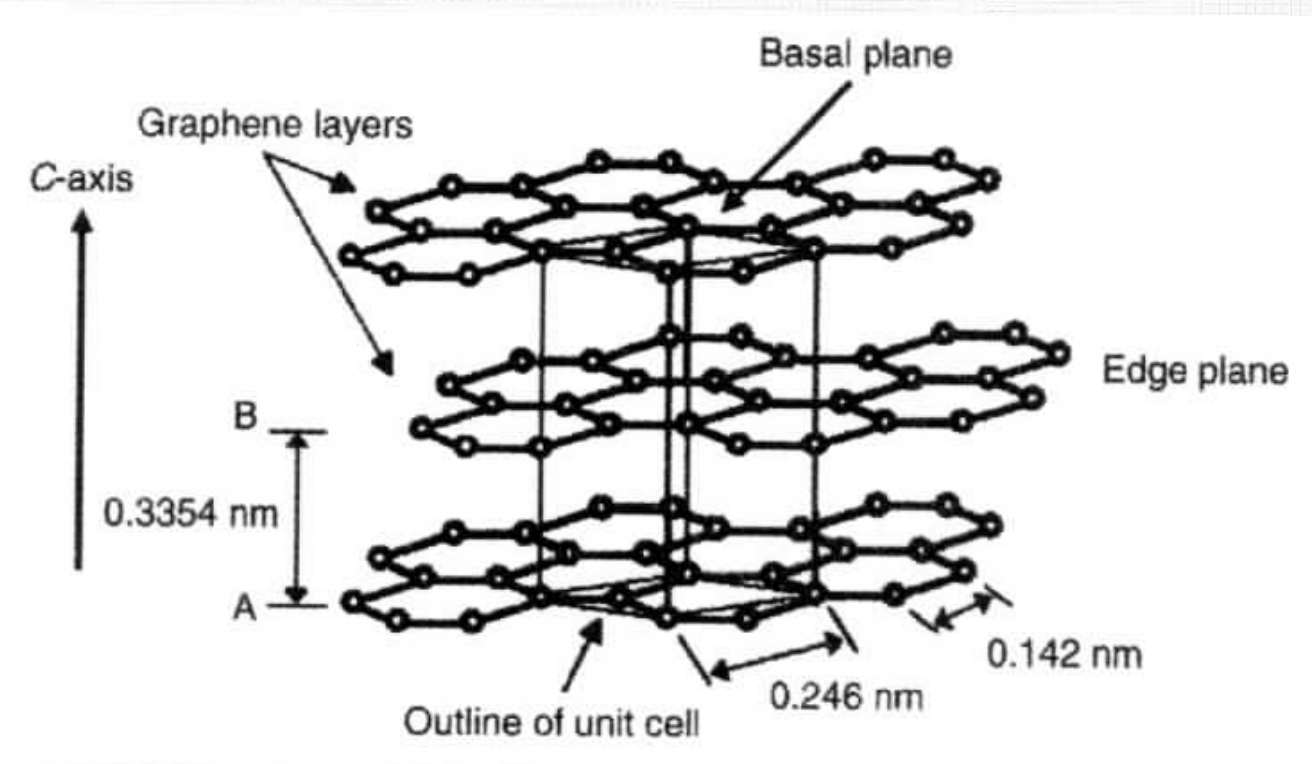 Basal plane
Graphene layers
C-axis
Edge plane
B
0.3354 nm
A
0.142 nm
0.246 nm
Outline of unit cell